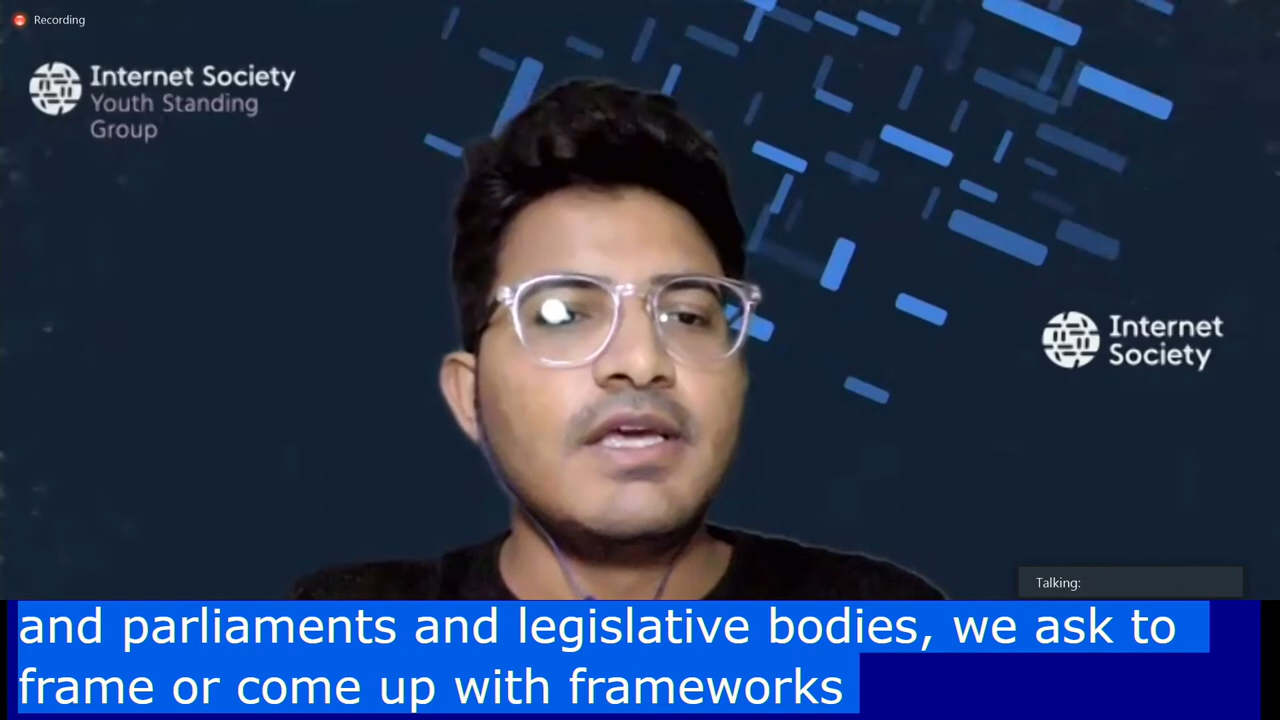 Recording
Internet Society
Youth Standing
Group
Internet
Society
Talking:
and parliaments and legislative bodies, we ask to
frame or come up with frameworks